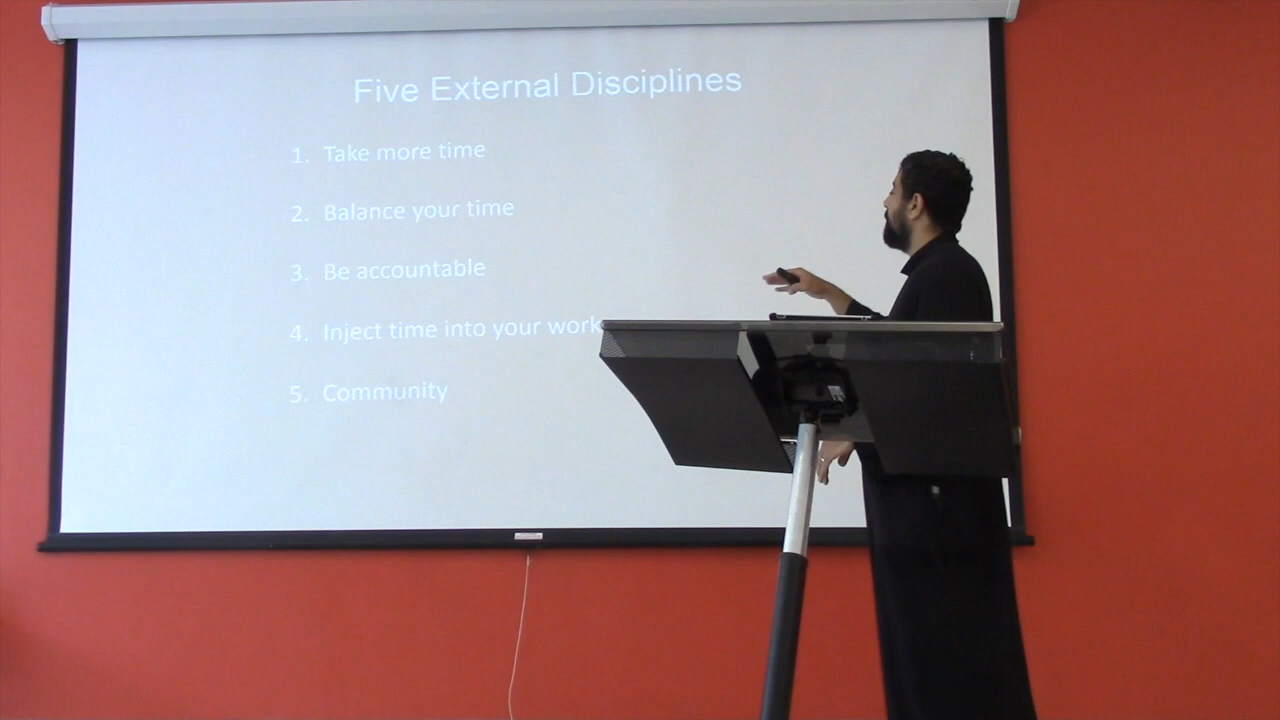 Five External Disciplines
1. Take more time
2. Balance your time
3. Be accountable
4. Inject time into your work
5. Community